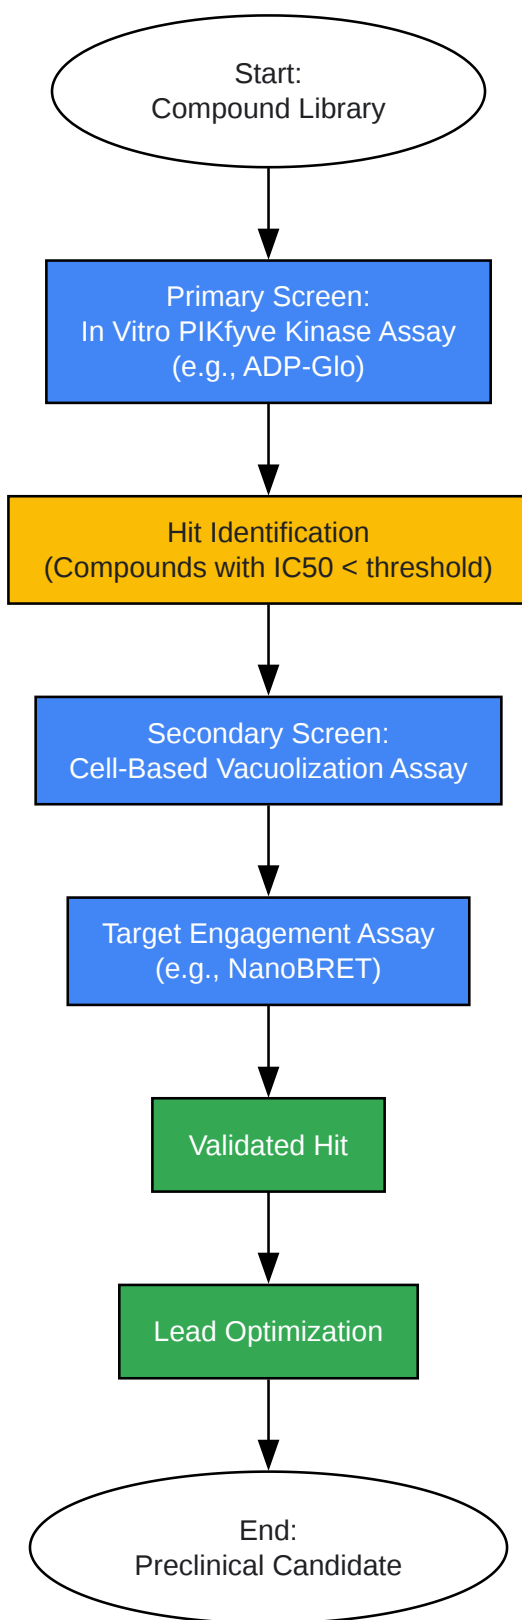 Start:
Compound Library
Primary Screen:
In Vitro PIKfyve Kinase Assay
(e.g., ADP-Glo)
Hit Identification
(Compounds with IC50 < threshold)
Secondary Screen:
Cell-Based Vacuolization Assay
Target Engagement Assay
(e.g., NanoBRET)
Validated Hit
Lead Optimization
End:
Preclinical Candidate